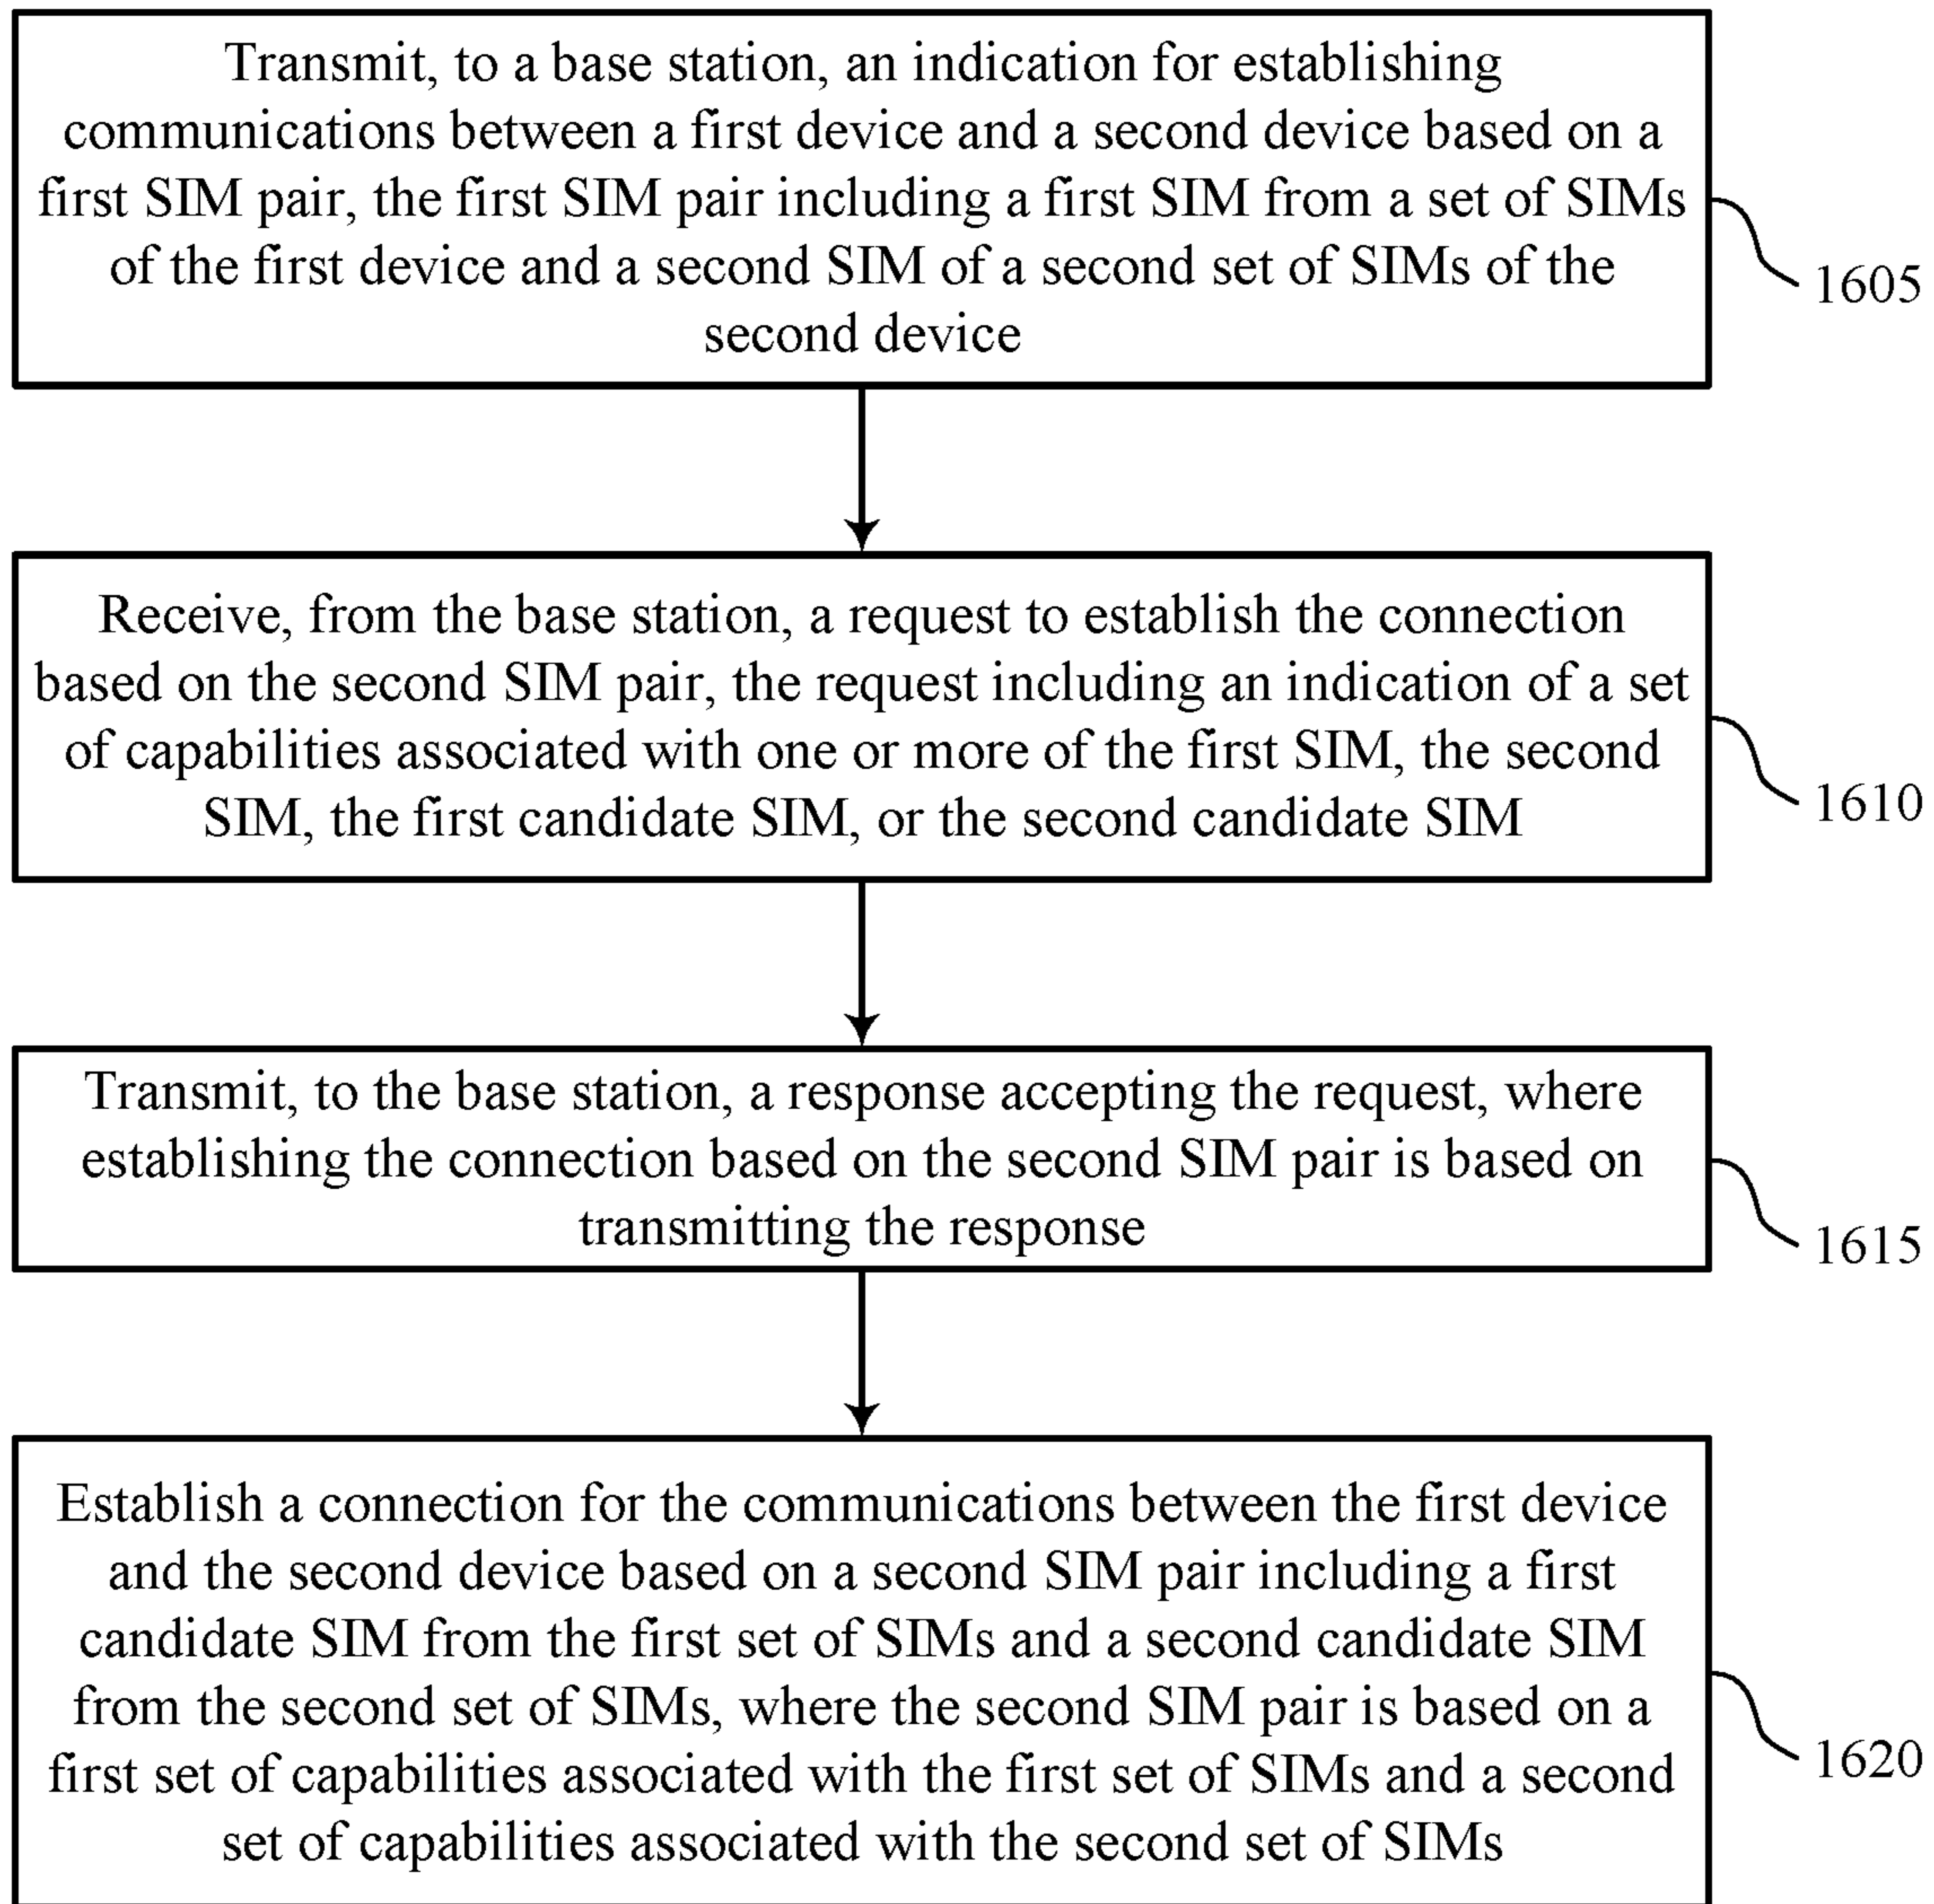 Transmit, to a base station, an indication for establishing
communications between a first device and a second device based on a
first SIM pair, the first SIM pair including a first SIM from a set of SIMs
of the first device and a second SIM of a second set of SIMs of the
second device
1605
Receive, from the base station, a request to establish the connection
based on the second SIM pair, the request including an indication of a set
of capabilities associated with one or more of the first SIM, the second
SIM, the first candidate SIM, or the second candidate SIM
1610
Transmit, to the base station, a response accepting the request, where
establishing the connection based on the second SIM pair is based on
transmitting the response
1615
Establish a connection for the communications between the first device
and the second device based on a second SIM pair including a first
candidate SIM from the first set of SIMs and a second candidate SIM
from the second set of SIMs, where the second SIM pair is based on a
first set of capabilities associated with the first set of SIMs and a second
set of capabilities associated with the second set of SIMs
1620